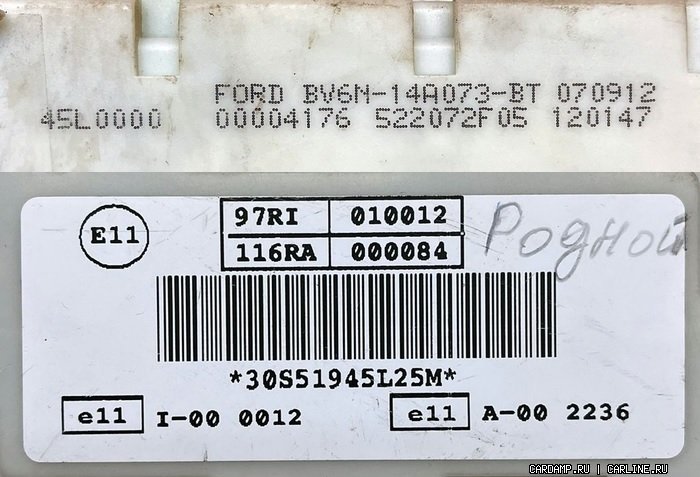 FORD BV6N-14A073-BT 070912
45L0000 00004176 522072F05 120147
E11
97RI 010012
116RA 000084
Родной
*30S51945L25M*
e11 I-00 0012 e11 A-00 2236
CARDAMP.RU | CARLINE.RU